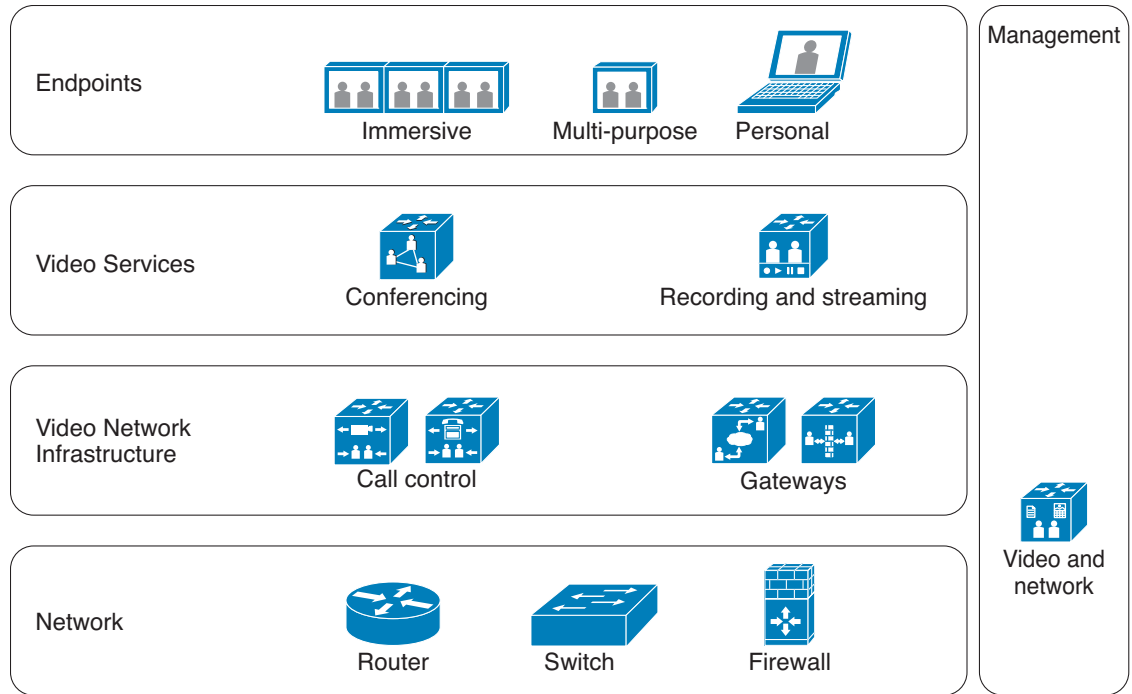 Endpoints
Immersive
Multi-purpose
Personal
Video Services
Conferencing
Recording and streaming
Video Network
Infrastructure
Call control
Gateways
Network
Router
Switch
Firewall
Management
Video and
network